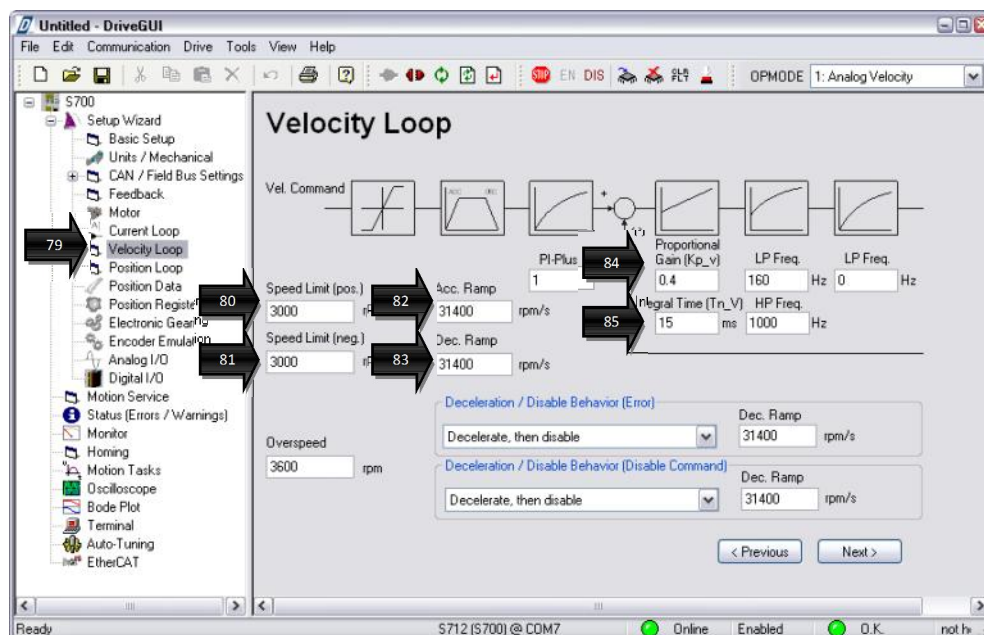 Untitled - DriveGUI
File Edit Communication Drive Tools View Help
STOP EN DIS OPMODE 1: Analog Velocity
S700
Setup Wizard
Basic Setup
Units / Mechanical
CAN / Field Bus Settings
Feedback
Motor
Current Loop
79
Velocity Loop
Position Loop
Position Data
Position Register
Electronic Gearing
Encoder Emulation
Analog I/O
Digital I/O
Motion Service
Status (Errors / Warnings)
Monitor
Homing
Motion Tasks
Oscilloscope
Bode Plot
Terminal
Auto-Tuning
EtherCAT
Velocity Loop
Vel. Command
+
PI-Plus
1
84
Proportional
Gain (Kp_v)
0.4
LP Freq.
160 Hz
LP Freq.
0 Hz
80
Speed Limit (pos.)
3000
82
Acc. Ramp
31400 rpm/s
85
Integral Time (Tn_V)
15 ms
HP Freq.
1000 Hz
81
Speed Limit (neg.)
3000
83
Dec. Ramp
31400 rpm/s
Deceleration / Disable Behavior (Error)
Decelerate, then disable
Dec. Ramp
31400 rpm/s
Overspeed
3600 rpm
Deceleration / Disable Behavior (Disable Command)
Decelerate, then disable
Dec. Ramp
31400 rpm/s
< Previous Next >
Ready S712 (S700) @ COM7 Online Enabled O.K. not h